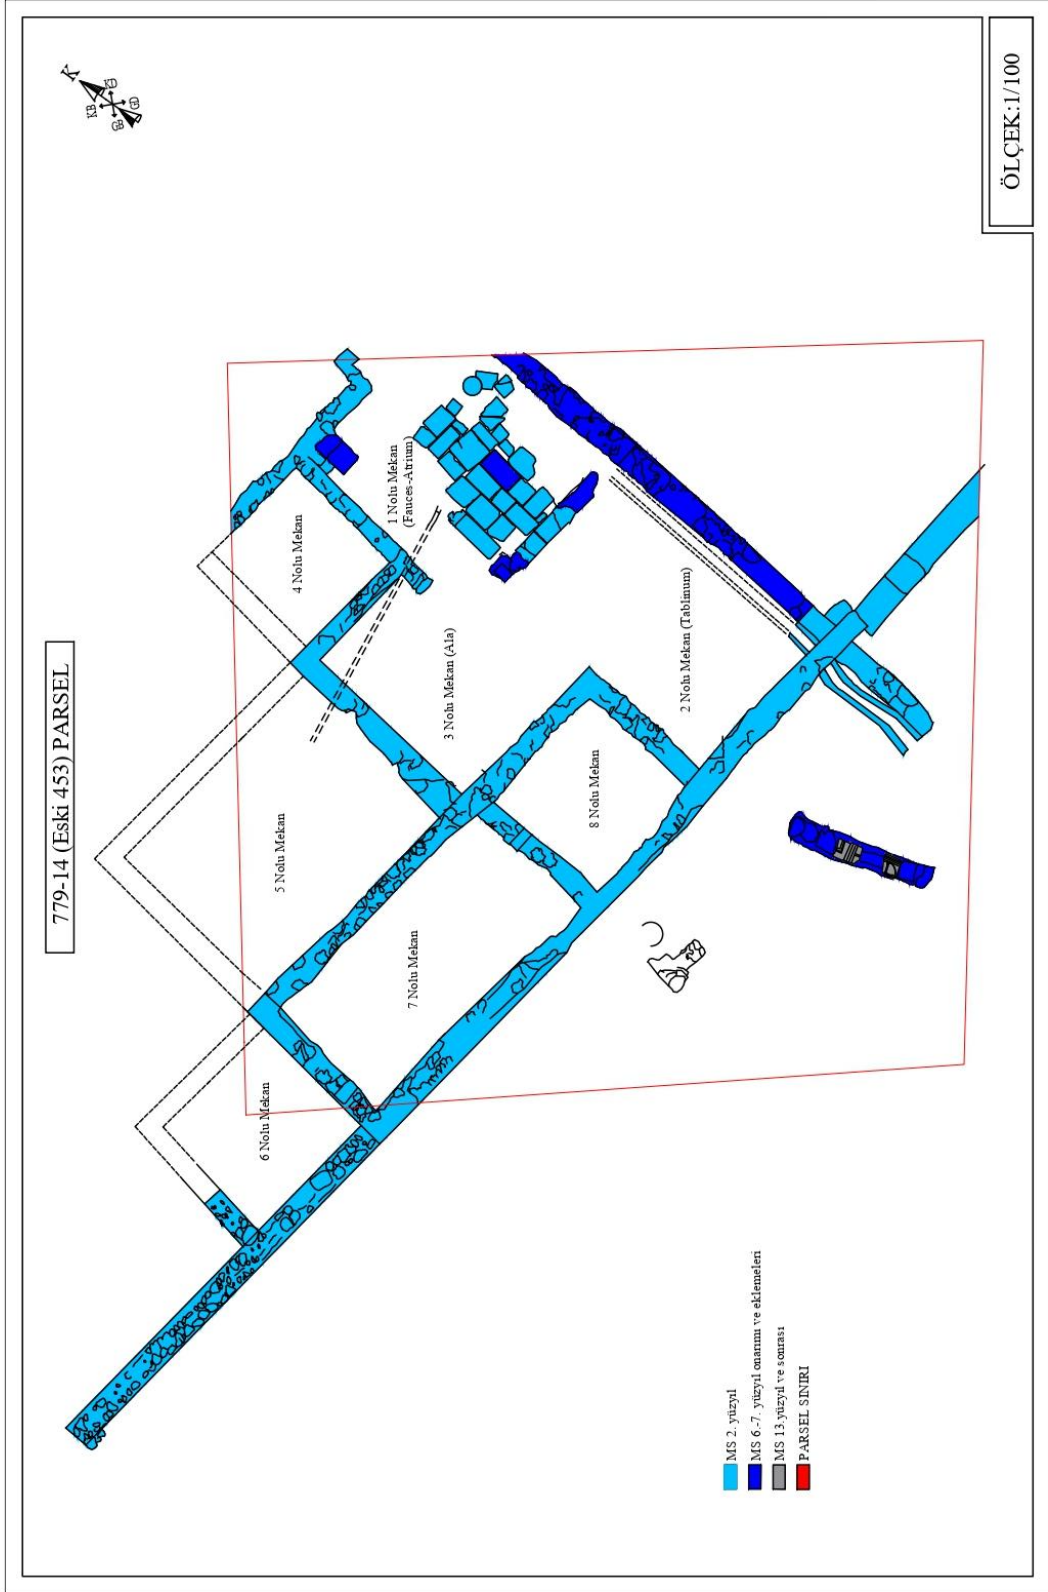 779-14 (Eski 453) PARSEL
ÖLÇEK:1/100
K
KB
GB
GD
1 Nolu Mekan
(Fauces-Atrium)
2 Nolu Mekan (Tablinum)
3 Nolu Mekan (Ala)
4 Nolu Mekan
5 Nolu Mekan
6 Nolu Mekan
7 Nolu Mekan
8 Nolu Mekan
MS 2. yüzyıl
MS 6.-7. yüzyıl onarımı ve eklemeleri
MS 13.yüzyıl ve sonrası
PARSEL SINIRI